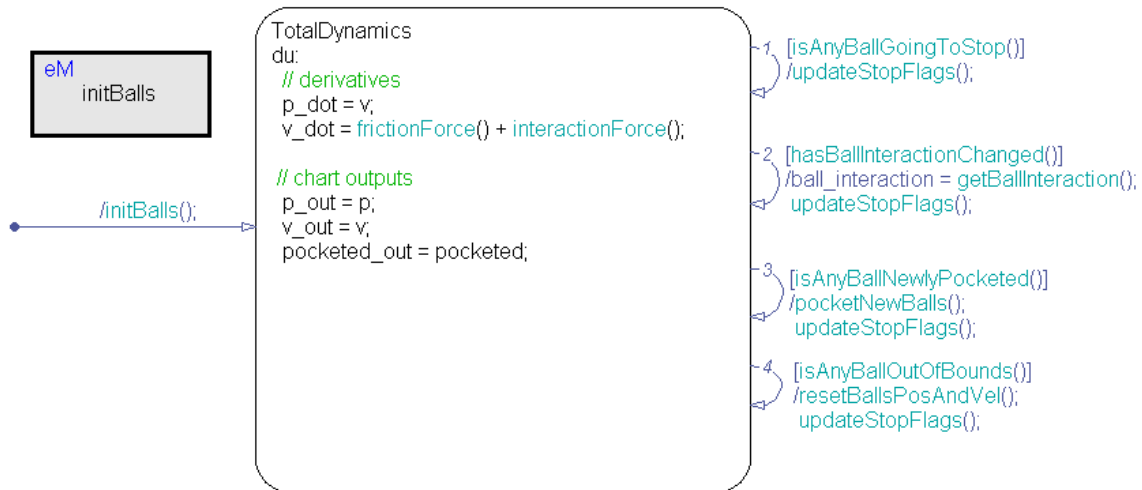 eM
initBalls
/initBalls();
TotalDynamics
du:
// derivatives
p_dot = v;
v_dot = frictionForce() + interactionForce();
// chart outputs
p_out = p;
v_out = v;
pocketed_out = pocketed;
1
[isAnyBallGoingToStop()]
/updateStopFlags();
2
[hasBallInteractionChanged()]
/ball_interaction = getBallInteraction();
updateStopFlags();
3
[isAnyBallNewlyPocketed()]
/pocketNewBalls();
updateStopFlags();
4
[isAnyBallOutOfBounds()]
/resetBallsPosAndVel();
updateStopFlags();